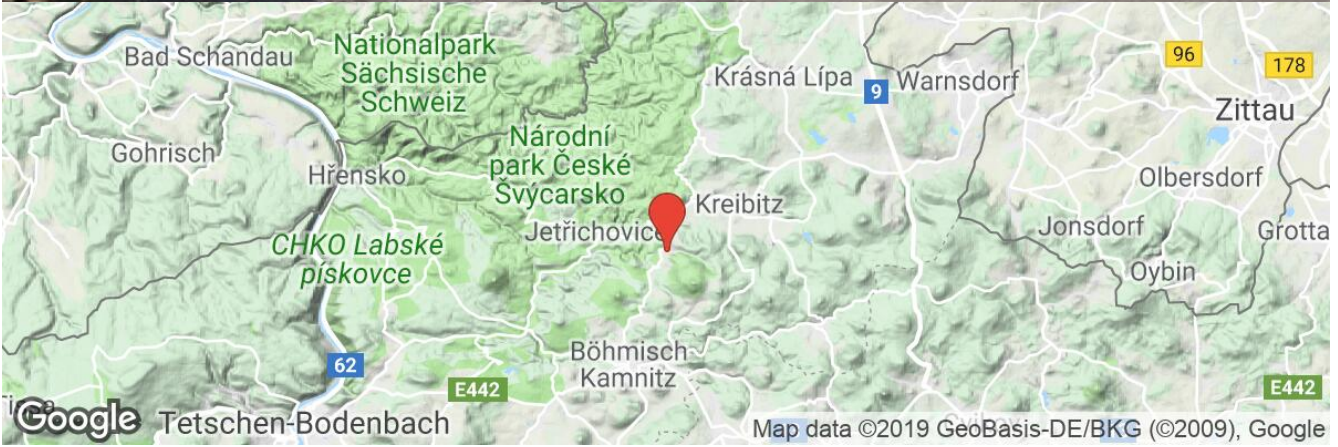 Bad Schandau
Nationalpark
Sächsische
Schweiz
Krásná Lípa
9
Warnsdorf
96
178
Zittau
Gohrisch
Hřensko
Národní
park České
Švýcarsko
Kreibitz
Olbersdorf
Jetřichovice
Jonsdorf
Grotta
CHKO Labské
pískovce
Oybin
62
Böhmisch
Kamnitz
E442
E442
Google
Tetschen-Bodenbach
Map data ©2019 GeoBasis-DE/BKG (©2009), Google